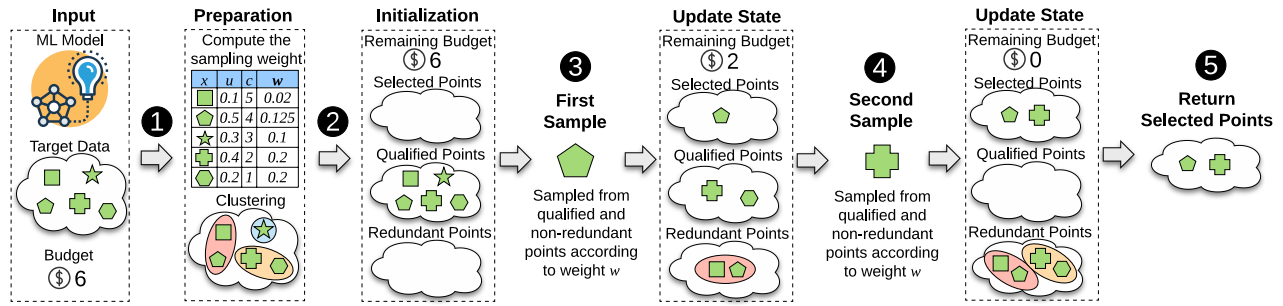 Input
ML Model
Target Data
Budget
$ 6
1
Preparation
Compute the
sampling weight
x u c w
0.1 5 0.02
0.5 4 0.125
0.3 3 0.1
0.4 2 0.2
0.2 1 0.2
Clustering
2
Initialization
Remaining Budget
$ 6
Selected Points
Qualified Points
Redundant Points
3
First
Sample
Sampled from
qualified and
non-redundant
points according
to weight w
Update State
Remaining Budget
$ 2
Selected Points
Qualified Points
Redundant Points
4
Second
Sample
Sampled from
qualified and
non-redundant
points according
to weight w
Update State
Remaining Budget
$ 0
Selected Points
Qualified Points
Redundant Points
5
Return
Selected Points